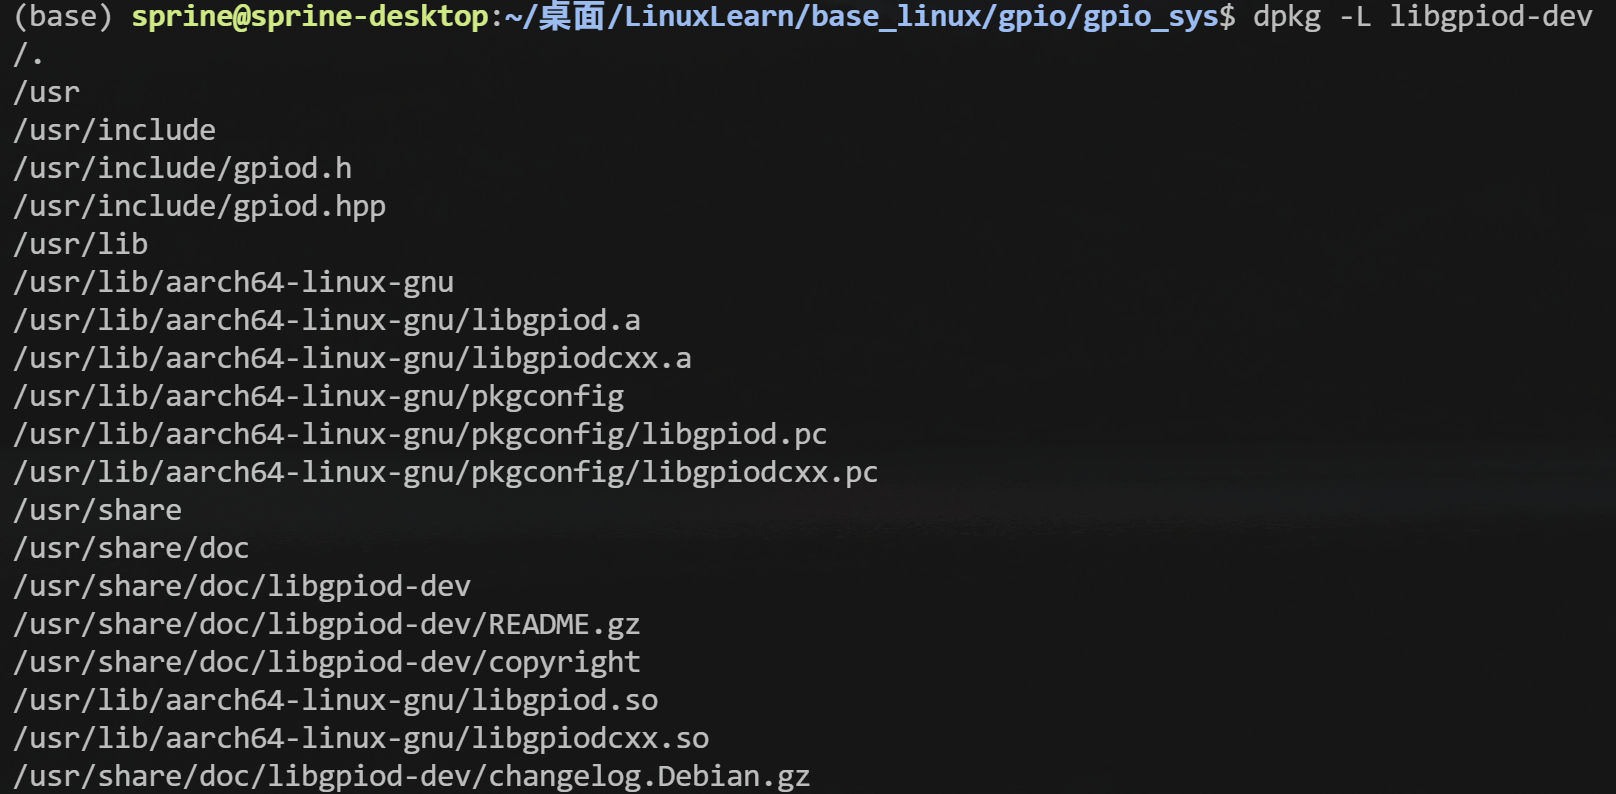 (base) sprine@sprine-desktop:~/桌面/LinuxLearn/base_linux/gpio/gpio_sys$ dpkg -L libgpiod-dev
/.
/usr
/usr/include
/usr/include/gpiod.h
/usr/include/gpiod.hpp
/usr/lib
/usr/lib/aarch64-linux-gnu
/usr/lib/aarch64-linux-gnu/libgpiod.a
/usr/lib/aarch64-linux-gnu/libgpiodcxx.a
/usr/lib/aarch64-linux-gnu/pkgconfig
/usr/lib/aarch64-linux-gnu/pkgconfig/libgpiod.pc
/usr/lib/aarch64-linux-gnu/pkgconfig/libgpiodcxx.pc
/usr/share
/usr/share/doc
/usr/share/doc/libgpiod-dev
/usr/share/doc/libgpiod-dev/README.gz
/usr/share/doc/libgpiod-dev/copyright
/usr/lib/aarch64-linux-gnu/libgpiod.so
/usr/lib/aarch64-linux-gnu/libgpiodcxx.so
/usr/share/doc/libgpiod-dev/changelog.Debian.gz